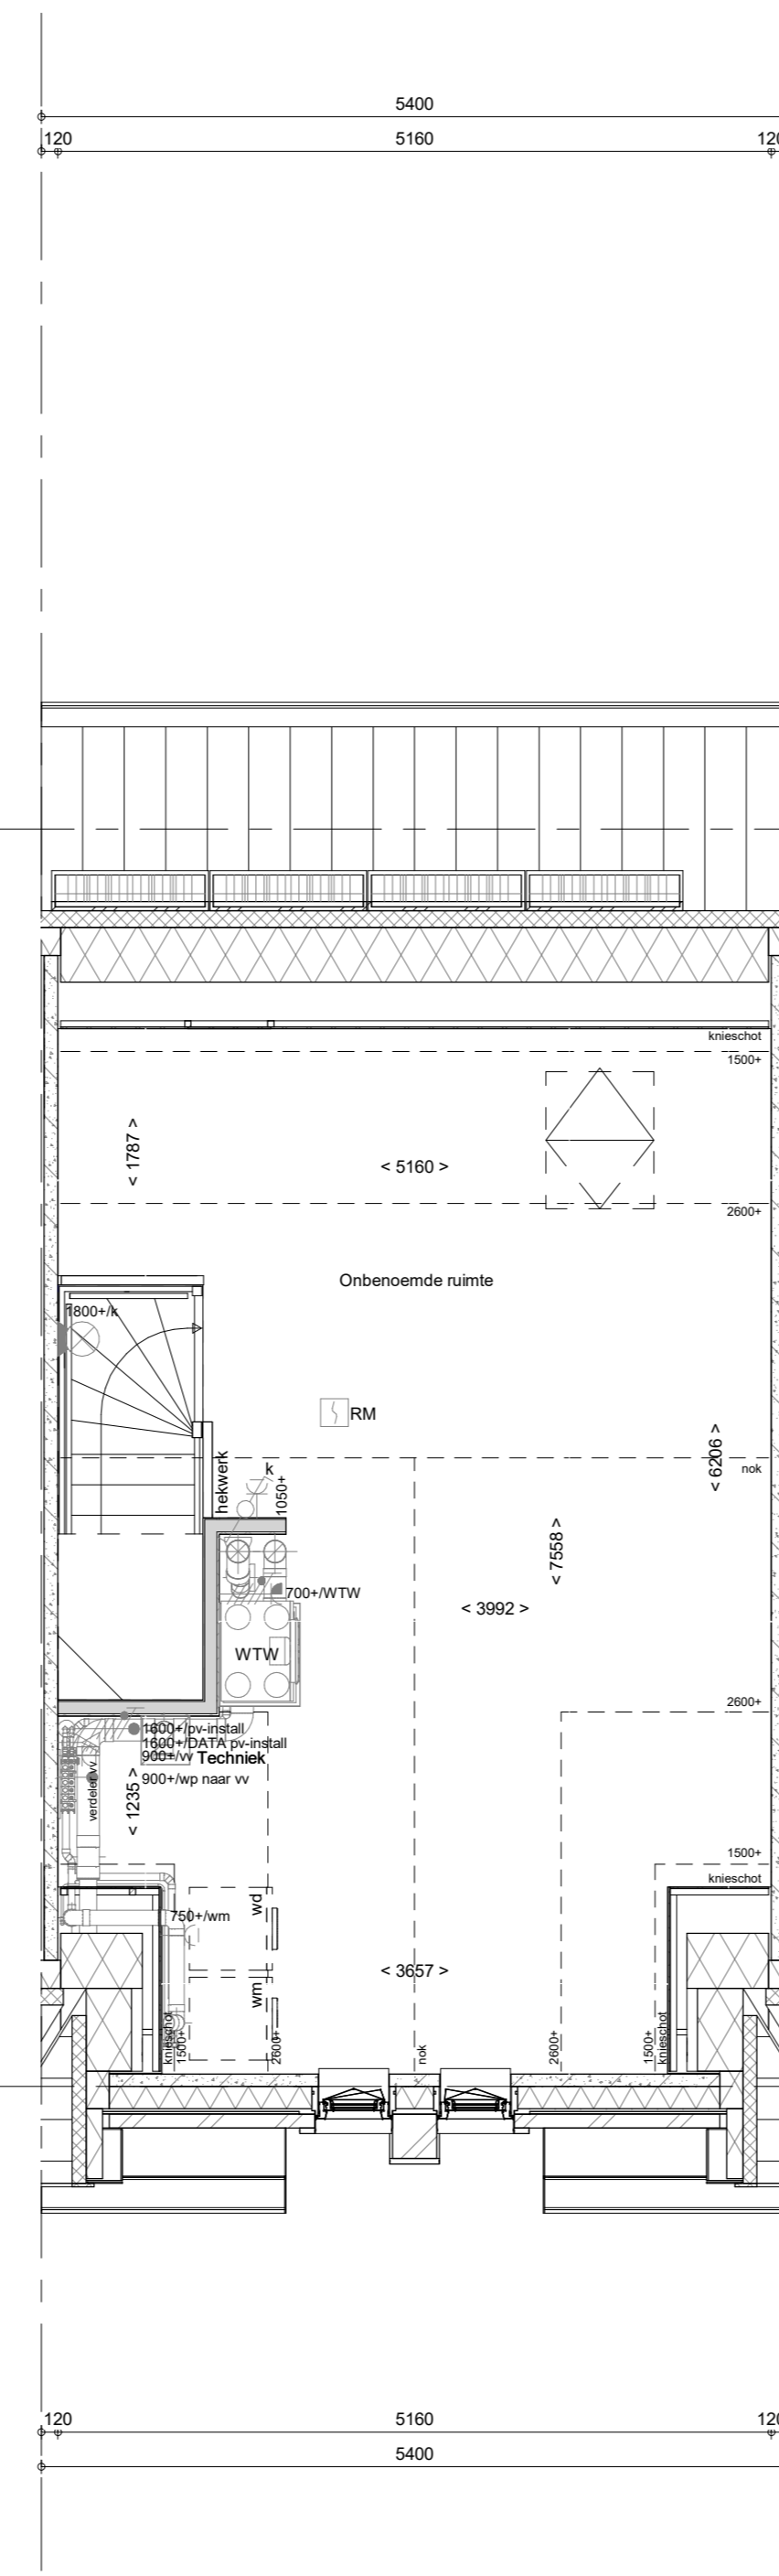 5400
120 5160 120
knieschot
1500+
< 1787 >
< 5160 >
2600+
Onbenoemde ruimte
1800+/k
RM
hekwerk
k
1050+
< 6206 >
nok
< 7558 >
700+/WTW
< 3992 >
WTW
2600+
1600+/pv-install
1600+/DATA pv-install
900+/vv Techniek
900+/wp naar vv
verdeler vv
< 1235 >
1500+
knieschot
750+/wm
wd
< 3657 >
wm
knieschot
1500+
2600+
nok
2600+
1500+
knieschot
120 5160 120
5400